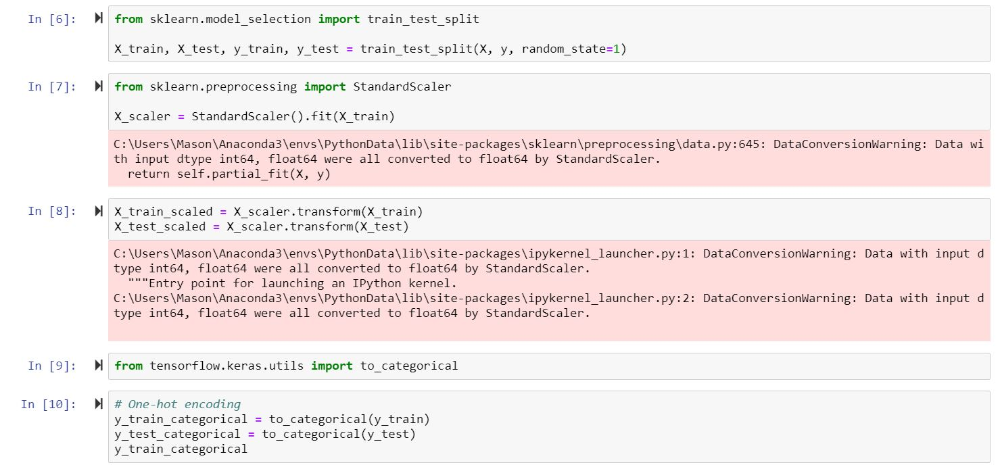 In [6]: from sklearn.model_selection import train_test_split
X_train, X_test, y_train, y_test = train_test_split(X, y, random_state=1)
In [7]: from sklearn.preprocessing import StandardScaler
X_scaler = StandardScaler().fit(X_train)
C:\Users\Mason\Anaconda3\envs\PythonData\lib\site-packages\sklearn\preprocessing\data.py:645: DataConversionWarning: Data wi
th input dtype int64, float64 were all converted to float64 by StandardScaler.
return self.partial_fit(X, y)
In [8]: X_train_scaled = X_scaler.transform(X_train)
X_test_scaled = X_scaler.transform(X_test)
C:\Users\Mason\Anaconda3\envs\PythonData\lib\site-packages\ipykernel_launcher.py:1: DataConversionWarning: Data with input d
type int64, float64 were all converted to float64 by StandardScaler.
"""Entry point for launching an IPython kernel.
C:\Users\Mason\Anaconda3\envs\PythonData\lib\site-packages\ipykernel_launcher.py:2: DataConversionWarning: Data with input d
type int64, float64 were all converted to float64 by StandardScaler.
In [9]: from tensorflow.keras.utils import to_categorical
In [10]: # One-hot encoding
y_train_categorical = to_categorical(y_train)
y_test_categorical = to_categorical(y_test)
y_train_categorical